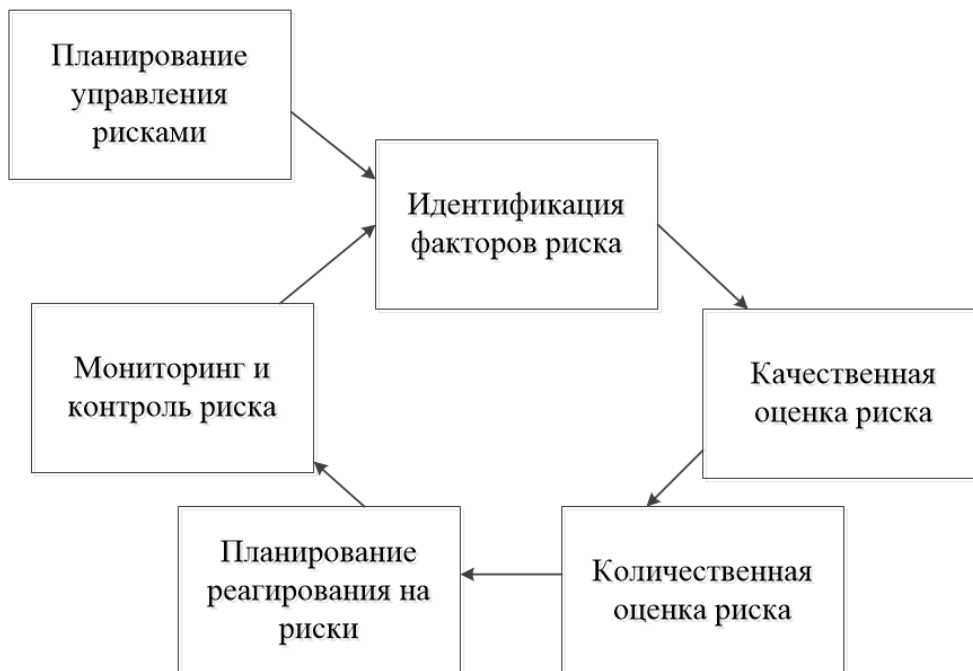 Планирование
управления
рисками
Идентификация
факторов риска
Качественная
оценка риска
Количественная
оценка риска
Планирование
реагирования на
риски
Мониторинг и
контроль риска